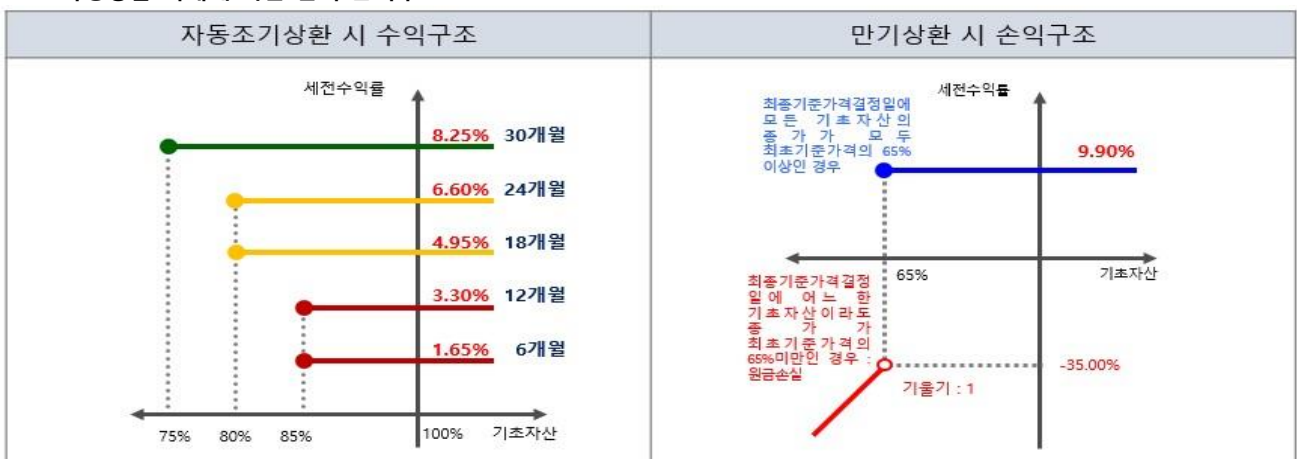 자동조기상환 시 수익구조
만기상환 시 손익구조
세전수익률
8.25% 30개월
6.60% 24개월
4.95% 18개월
3.30% 12개월
1.65% 6개월
75% 80% 85% 100% 기초자산
세전수익률
최종기준가격결정일에
모든 기초자산의
종가가 모두
최초기준가격의 65%
이상인 경우
9.90%
65%
기초자산
최종기준가격결정
일에 어느 한
기초자산이라도
종가가
최초기준가격의
65%미만인 경우 :
원금손실
-35.00%
기울기 : 1